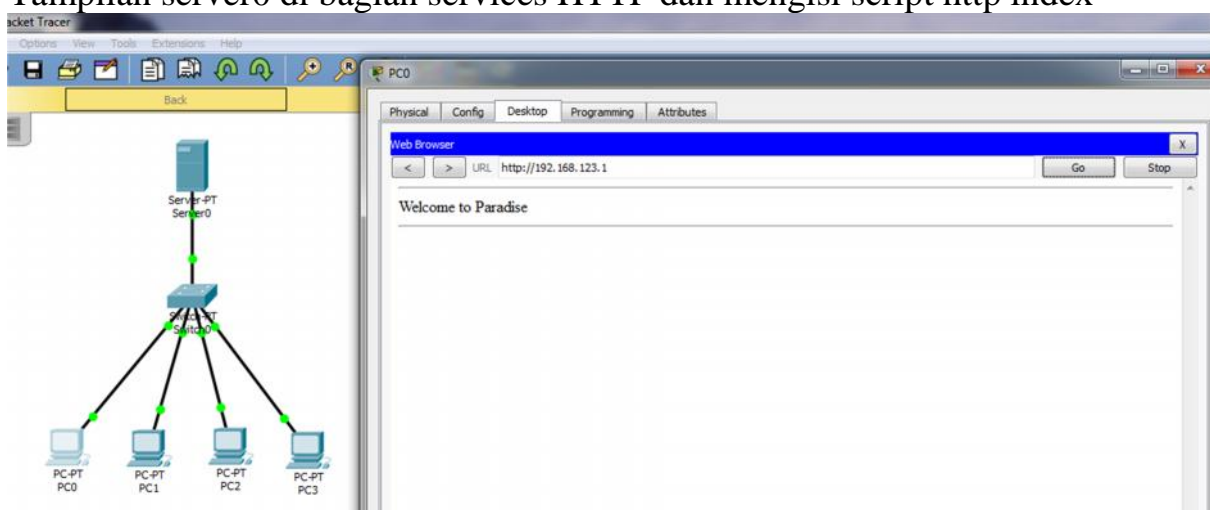 Tampilan server0 di bagian services HTTP dan mengisi script http index
acket Tracer
Options View Tools Extensions Help
Back
Server-PT
Server0
Switch-PT
Switch0
PC-PT
PC0
PC-PT
PC1
PC-PT
PC2
PC-PT
PC3
PC0
Physical Config Desktop Programming Attributes
Web Browser X
< > URL http://192.168.123.1 Go Stop
Welcome to Paradise